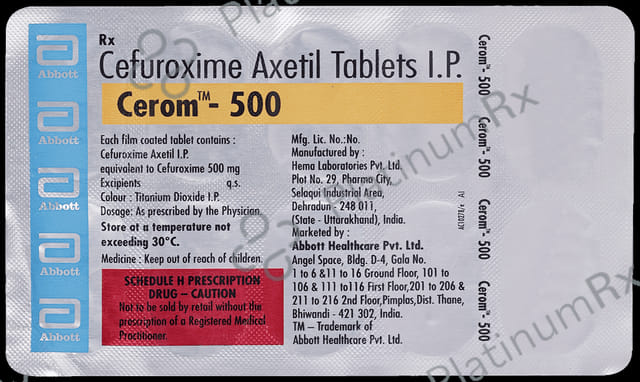 Abbott
Abbott
Abbott
Abbott
Abbott
Rx
Cefuroxime Axetil Tablets I.P.
Cerom™- 500
Each film coated tablet contains :
Cefuroxime Axetil I.P.
equivalent to Cefuroxime 500 mg
Excipients q.s.
Colour : Titanium Dioxide I.P.
Dosage: As prescribed by the Physician.
Store at a temperature not
exceeding 30°C.
Medicine : Keep out of reach of children.
SCHEDULE H PRESCRIPTION
DRUG – CAUTION
Not to be sold by retail without the
prescription of a Registered Medical
Practitioner.
Mfg. Lic. No.:No.
Manufactured by :
Hema Laboratories Pvt. Ltd.
Plot No. 29, Pharma City,
Selaqui Industrial Area,
Dehradun - 248 011,
(State - Uttarakhand), India.
Marketed by :
Abbott Healthcare Pvt. Ltd.
Angel Space, Bldg. D-4, Gala No.
1 to 6 &11 to 16 Ground Floor, 101 to
106 & 111 to116 First Floor,201 to 206 &
211 to 216 2nd Floor,Pimplas,Dist. Thane,
Bhiwandi - 421 302, India.
TM – Trademark of
Abbott Healthcare Pvt. Ltd.
Cerom™- 500
Cerom™- 500
Cerom™- 500
Cerom™- 500
PlatinumRx
PlatinumRx
PlatinumRx